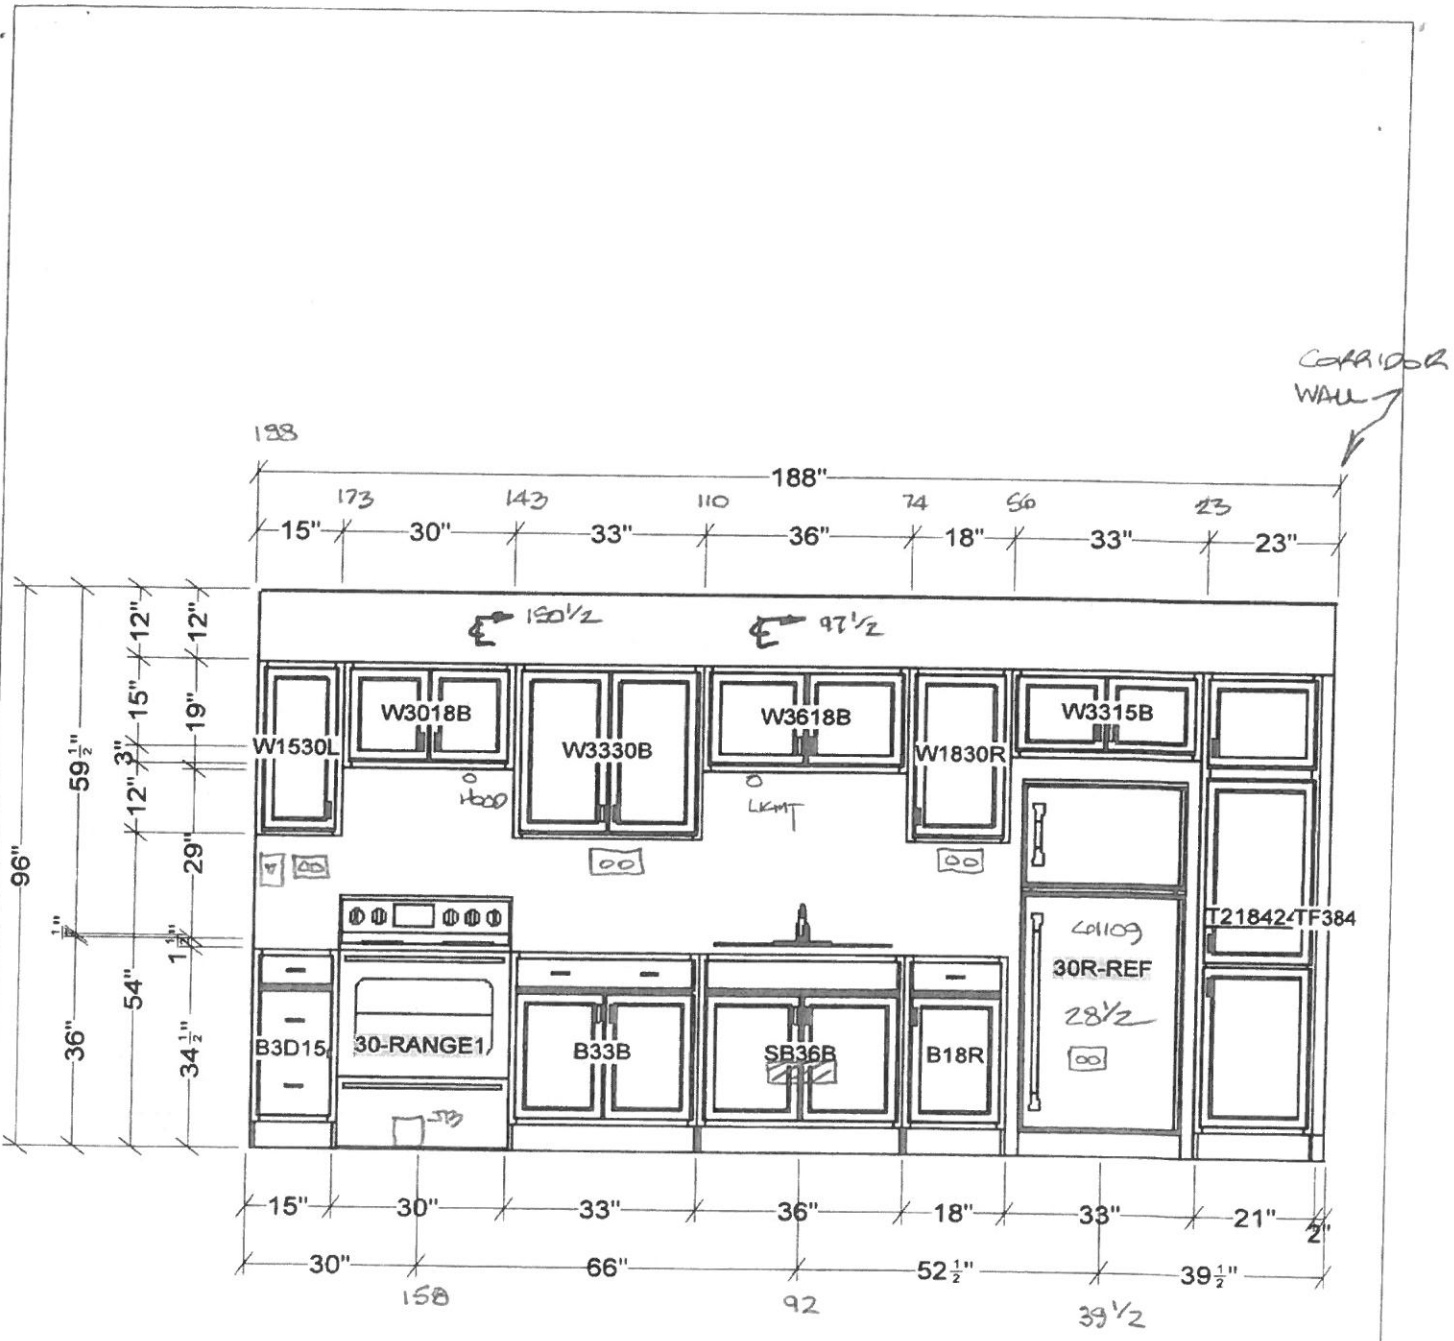 CORRIDOR
WALL
188
188"
173 143 110 74 56 23
15" 30" 33" 36" 18" 33" 23"
12" 12"
150 1/2 97 1/2
15" 19"
W3018B W3618B W3315B
W1530L W3330B W1830R
59 1/2" 3"
12"
HOOD LIGHT
96" 29"
1/2" 1 1/2"
T218424 TF384
54"
30R-REF
36" 34 1/2"
28 1/2
B3D15 30-RANGE1 B33B SB36B B18R
JB
15" 30" 33" 36" 18" 33" 21" 2"
30" 66" 52 1/2" 39 1/2"
158 92 39 1/2